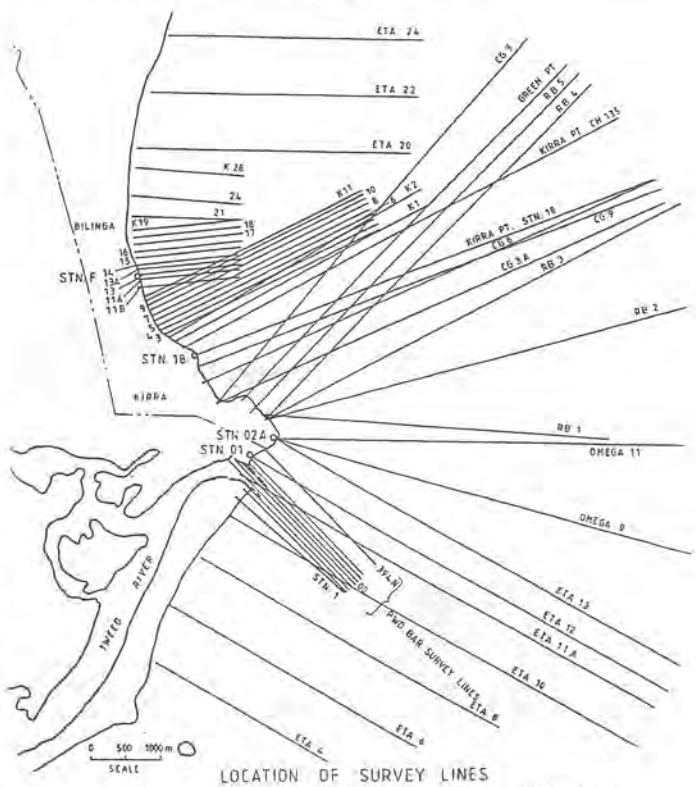 ETA 24
CG 3
GREEN PT
RB 5
RB 4
ETA 22
KIRRA PT. CH 135
ETA 20
K 26
K11
10
8
6
K2
K1
24
21
K19
BILINGA
18
17
16
15
STN. F
14
13A
13
11A
11B
9
7
5
4
3
KIRRA PT. STN. 18
CG 6
CG 9
CG 3A
RB 3
STN. 18
RB 2
KIRRA
RB 1
STN 02A
OMEGA 11
STN 01
OMEGA 9
394N
00
STN. 1
PWD BAR SURVEY LINES
ETA 13
ETA 12
ETA 11A
ETA 10
ETA 8
ETA 6
ETA 4
TWEED RIVER
0 500 1000 m
SCALE
LOCATION OF SURVEY LINES